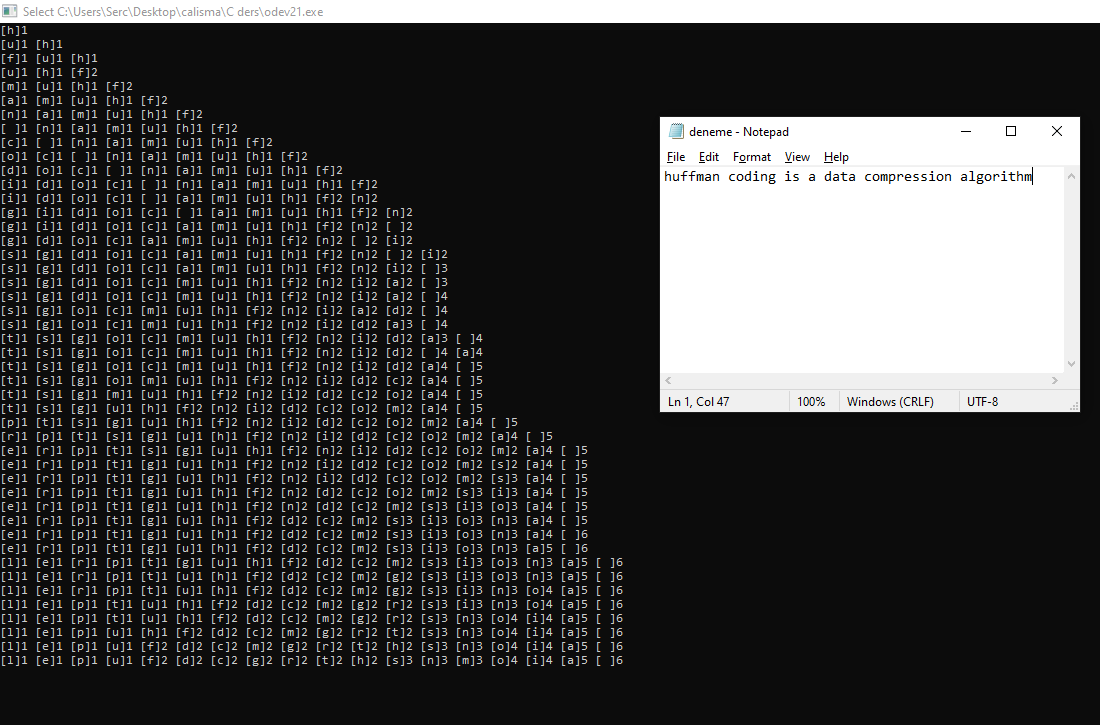 Select C:\Users\Serc\Desktop\calisma\C ders\odev21.exe
[h]1
[u]1 [h]1
[f]1 [u]1 [h]1
[u]1 [h]1 [f]2
[m]1 [u]1 [h]1 [f]2
[a]1 [m]1 [u]1 [h]1 [f]2
[n]1 [a]1 [m]1 [u]1 [h]1 [f]2
[ ]1 [n]1 [a]1 [m]1 [u]1 [h]1 [f]2
[c]1 [ ]1 [n]1 [a]1 [m]1 [u]1 [h]1 [f]2
[o]1 [c]1 [ ]1 [n]1 [a]1 [m]1 [u]1 [h]1 [f]2
[d]1 [o]1 [c]1 [ ]1 [n]1 [a]1 [m]1 [u]1 [h]1 [f]2
[i]1 [d]1 [o]1 [c]1 [ ]1 [n]1 [a]1 [m]1 [u]1 [h]1 [f]2
[i]1 [d]1 [o]1 [c]1 [ ]1 [a]1 [m]1 [u]1 [h]1 [f]2 [n]2
[g]1 [i]1 [d]1 [o]1 [c]1 [ ]1 [a]1 [m]1 [u]1 [h]1 [f]2 [n]2
[g]1 [i]1 [d]1 [o]1 [c]1 [a]1 [m]1 [u]1 [h]1 [f]2 [n]2 [ ]2
[g]1 [d]1 [o]1 [c]1 [a]1 [m]1 [u]1 [h]1 [f]2 [n]2 [ ]2 [i]2
[s]1 [g]1 [d]1 [o]1 [c]1 [a]1 [m]1 [u]1 [h]1 [f]2 [n]2 [ ]2 [i]2
[s]1 [g]1 [d]1 [o]1 [c]1 [a]1 [m]1 [u]1 [h]1 [f]2 [n]2 [i]2 [ ]3
[s]1 [g]1 [d]1 [o]1 [c]1 [m]1 [u]1 [h]1 [f]2 [n]2 [i]2 [a]2 [ ]3
[s]1 [g]1 [d]1 [o]1 [c]1 [m]1 [u]1 [h]1 [f]2 [n]2 [i]2 [a]2 [ ]4
[s]1 [g]1 [o]1 [c]1 [m]1 [u]1 [h]1 [f]2 [n]2 [i]2 [a]2 [d]2 [ ]4
[s]1 [g]1 [o]1 [c]1 [m]1 [u]1 [h]1 [f]2 [n]2 [i]2 [d]2 [a]3 [ ]4
[t]1 [s]1 [g]1 [o]1 [c]1 [m]1 [u]1 [h]1 [f]2 [n]2 [i]2 [d]2 [a]3 [ ]4
[t]1 [s]1 [g]1 [o]1 [c]1 [m]1 [u]1 [h]1 [f]2 [n]2 [i]2 [d]2 [ ]4 [a]4
[t]1 [s]1 [g]1 [o]1 [c]1 [m]1 [u]1 [h]1 [f]2 [n]2 [i]2 [d]2 [a]4 [ ]5
[t]1 [s]1 [g]1 [o]1 [m]1 [u]1 [h]1 [f]2 [n]2 [i]2 [d]2 [c]2 [a]4 [ ]5
[t]1 [s]1 [g]1 [m]1 [u]1 [h]1 [f]2 [n]2 [i]2 [d]2 [c]2 [o]2 [a]4 [ ]5
[t]1 [s]1 [g]1 [u]1 [h]1 [f]2 [n]2 [i]2 [d]2 [c]2 [o]2 [m]2 [a]4 [ ]5
[p]1 [t]1 [s]1 [g]1 [u]1 [h]1 [f]2 [n]2 [i]2 [d]2 [c]2 [o]2 [m]2 [a]4 [ ]5
[r]1 [p]1 [t]1 [s]1 [g]1 [u]1 [h]1 [f]2 [n]2 [i]2 [d]2 [c]2 [o]2 [m]2 [a]4 [ ]5
[e]1 [r]1 [p]1 [t]1 [s]1 [g]1 [u]1 [h]1 [f]2 [n]2 [i]2 [d]2 [c]2 [o]2 [m]2 [a]4 [ ]5
[e]1 [r]1 [p]1 [t]1 [g]1 [u]1 [h]1 [f]2 [n]2 [i]2 [d]2 [c]2 [o]2 [m]2 [s]2 [a]4 [ ]5
[e]1 [r]1 [p]1 [t]1 [g]1 [u]1 [h]1 [f]2 [n]2 [i]2 [d]2 [c]2 [o]2 [m]2 [s]3 [a]4 [ ]5
[e]1 [r]1 [p]1 [t]1 [g]1 [u]1 [h]1 [f]2 [n]2 [d]2 [c]2 [o]2 [m]2 [s]3 [i]3 [a]4 [ ]5
[e]1 [r]1 [p]1 [t]1 [g]1 [u]1 [h]1 [f]2 [n]2 [d]2 [c]2 [m]2 [s]3 [i]3 [o]3 [a]4 [ ]5
[e]1 [r]1 [p]1 [t]1 [g]1 [u]1 [h]1 [f]2 [d]2 [c]2 [m]2 [s]3 [i]3 [o]3 [n]3 [a]4 [ ]5
[e]1 [r]1 [p]1 [t]1 [g]1 [u]1 [h]1 [f]2 [d]2 [c]2 [m]2 [s]3 [i]3 [o]3 [n]3 [a]4 [ ]6
[e]1 [r]1 [p]1 [t]1 [g]1 [u]1 [h]1 [f]2 [d]2 [c]2 [m]2 [s]3 [i]3 [o]3 [n]3 [a]5 [ ]6
[l]1 [e]1 [r]1 [p]1 [t]1 [g]1 [u]1 [h]1 [f]2 [d]2 [c]2 [m]2 [s]3 [i]3 [o]3 [n]3 [a]5 [ ]6
[l]1 [e]1 [r]1 [p]1 [t]1 [u]1 [h]1 [f]2 [d]2 [c]2 [m]2 [g]2 [s]3 [i]3 [o]3 [n]3 [a]5 [ ]6
[l]1 [e]1 [r]1 [p]1 [t]1 [u]1 [h]1 [f]2 [d]2 [c]2 [m]2 [g]2 [s]3 [i]3 [n]3 [o]4 [a]5 [ ]6
[l]1 [e]1 [p]1 [t]1 [u]1 [h]1 [f]2 [d]2 [c]2 [m]2 [g]2 [r]2 [s]3 [i]3 [n]3 [o]4 [a]5 [ ]6
[l]1 [e]1 [p]1 [t]1 [u]1 [h]1 [f]2 [d]2 [c]2 [m]2 [g]2 [r]2 [s]3 [n]3 [o]4 [i]4 [a]5 [ ]6
[l]1 [e]1 [p]1 [u]1 [h]1 [f]2 [d]2 [c]2 [m]2 [g]2 [r]2 [t]2 [s]3 [n]3 [o]4 [i]4 [a]5 [ ]6
[l]1 [e]1 [p]1 [u]1 [f]2 [d]2 [c]2 [m]2 [g]2 [r]2 [t]2 [h]2 [s]3 [n]3 [o]4 [i]4 [a]5 [ ]6
[l]1 [e]1 [p]1 [u]1 [f]2 [d]2 [c]2 [g]2 [r]2 [t]2 [h]2 [s]3 [n]3 [m]3 [o]4 [i]4 [a]5 [ ]6
deneme - Notepad
File Edit Format View Help
huffman coding is a data compression algorithm
Ln 1, Col 47 100% Windows (CRLF) UTF-8